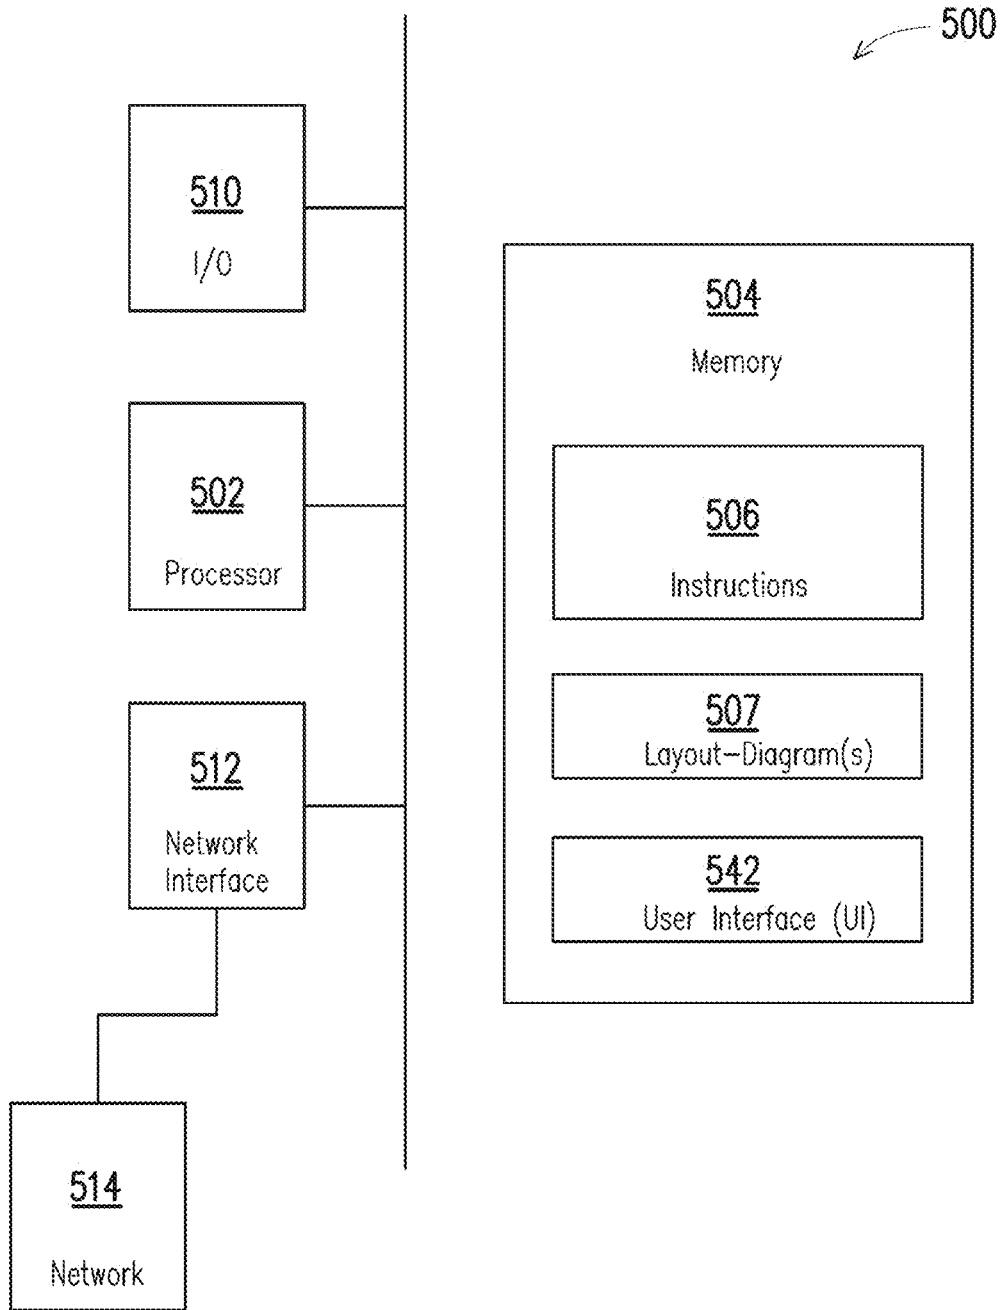 500
510
I/O
504
Memory
502
Processor
506
Instructions
507
Layout-Diagram(s)
512
Network
Interface
542
User Interface (UI)
514
Network